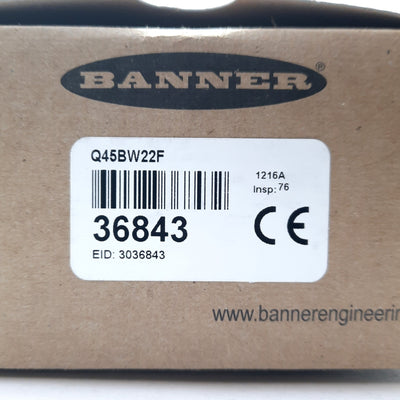 BANNER
Q45BW22F
1216A
Insp: 76
36843
CE
EID: 3036843
www.bannerengineerin